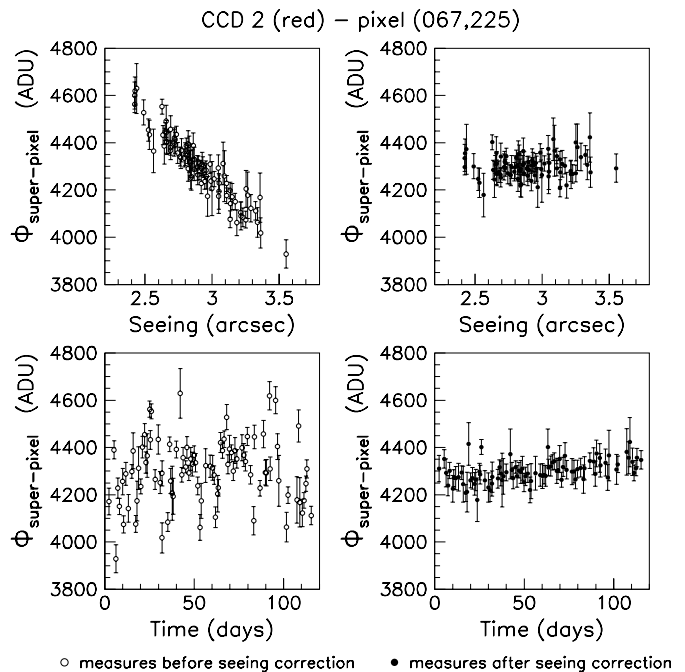 CCD 2 (red) – pixel (067,225)
ϕsuper–pixel (ADU)
4800
4600
4400
4200
4000
3800
2.5 3 3.5
Seeing (arcsec)
ϕsuper–pixel (ADU)
4800
4600
4400
4200
4000
3800
2.5 3 3.5
Seeing (arcsec)
ϕsuper–pixel (ADU)
4800
4600
4400
4200
4000
3800
0 50 100
Time (days)
ϕsuper–pixel (ADU)
4800
4600
4400
4200
4000
3800
0 50 100
Time (days)
○ measures before seeing correction
● measures after seeing correction